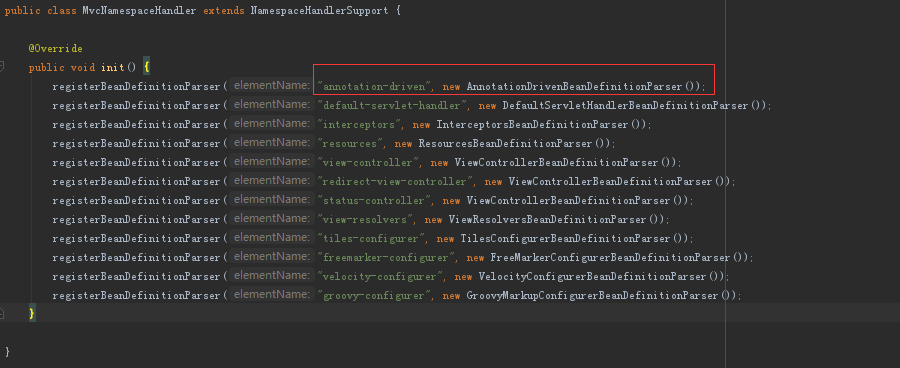 public class MvcNamespaceHandler extends NamespaceHandlerSupport {
@Override
public void init() {
registerBeanDefinitionParser( elementName: "annotation-driven", new AnnotationDrivenBeanDefinitionParser());
registerBeanDefinitionParser( elementName: "default-servlet-handler", new DefaultServletHandlerBeanDefinitionParser());
registerBeanDefinitionParser( elementName: "interceptors", new InterceptorsBeanDefinitionParser());
registerBeanDefinitionParser( elementName: "resources", new ResourcesBeanDefinitionParser());
registerBeanDefinitionParser( elementName: "view-controller", new ViewControllerBeanDefinitionParser());
registerBeanDefinitionParser( elementName: "redirect-view-controller", new ViewControllerBeanDefinitionParser());
registerBeanDefinitionParser( elementName: "status-controller", new ViewControllerBeanDefinitionParser());
registerBeanDefinitionParser( elementName: "view-resolvers", new ViewResolversBeanDefinitionParser());
registerBeanDefinitionParser( elementName: "tiles-configurer", new TilesConfigurerBeanDefinitionParser());
registerBeanDefinitionParser( elementName: "freemarker-configurer", new FreeMarkerConfigurerBeanDefinitionParser());
registerBeanDefinitionParser( elementName: "velocity-configurer", new VelocityConfigurerBeanDefinitionParser());
registerBeanDefinitionParser( elementName: "groovy-configurer", new GroovyMarkupConfigurerBeanDefinitionParser());
}
}